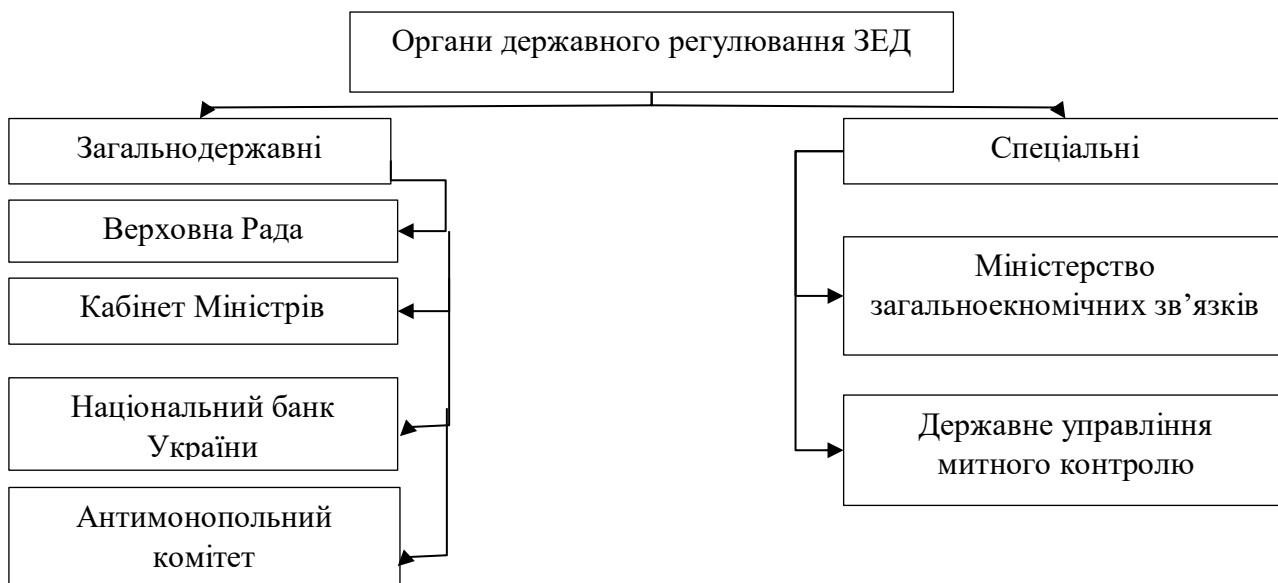 Органи державного регулювання ЗЕД
Загальнодержавні
Верховна Рада
Кабінет Міністрів
Національний банк
України
Антимонопольний
комітет
Спеціальні
Міністерство
загальноекномічних зв’язків
Державне управління
митного контролю